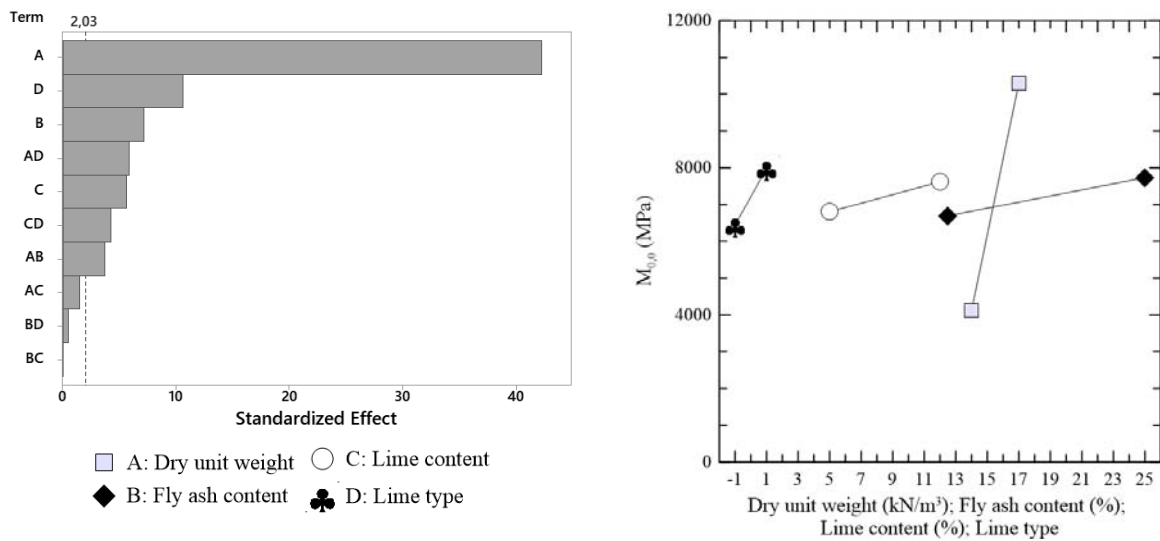 Term
2,03
A
D
B
AD
C
CD
AB
AC
BD
BC
0 10 20 30 40
Standardized Effect
A: Dry unit weight C: Lime content
B: Fly ash content D: Lime type
12000
8000
4000
0
M0,0 (MPa)
-1 1 3 5 7 9 11 13 15 17 19 21 23 25
Dry unit weight (kN/m³); Fly ash content (%);
Lime content (%); Lime type